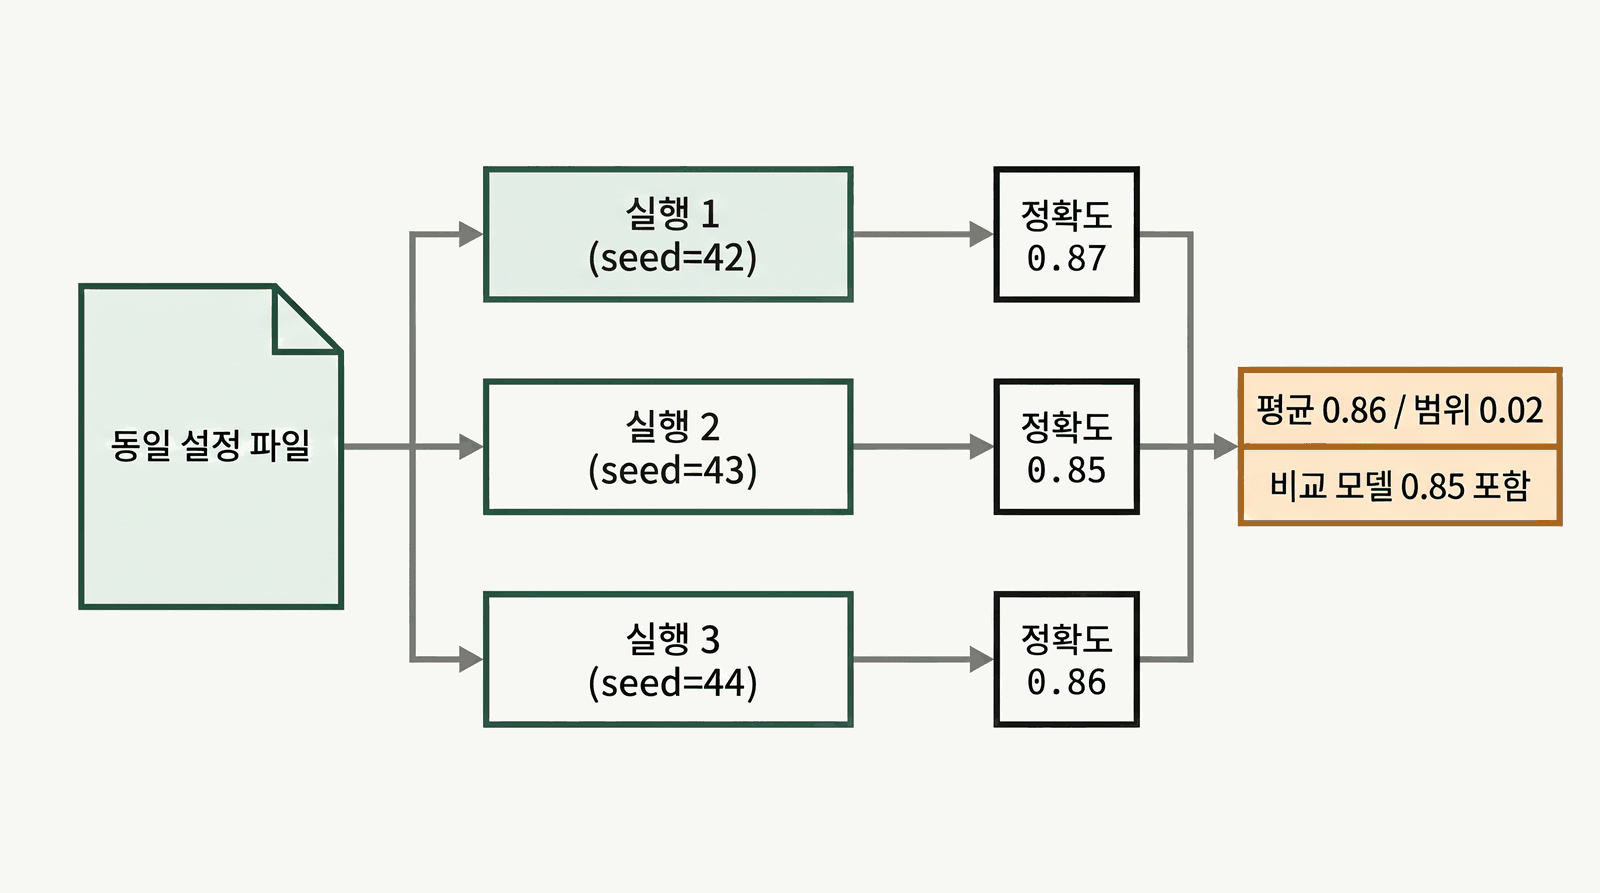 동일 설정 파일
실행 1
(seed=42)
정확도
0.87
실행 2
(seed=43)
정확도
0.85
실행 3
(seed=44)
정확도
0.86
평균 0.86 / 범위 0.02
비교 모델 0.85 포함